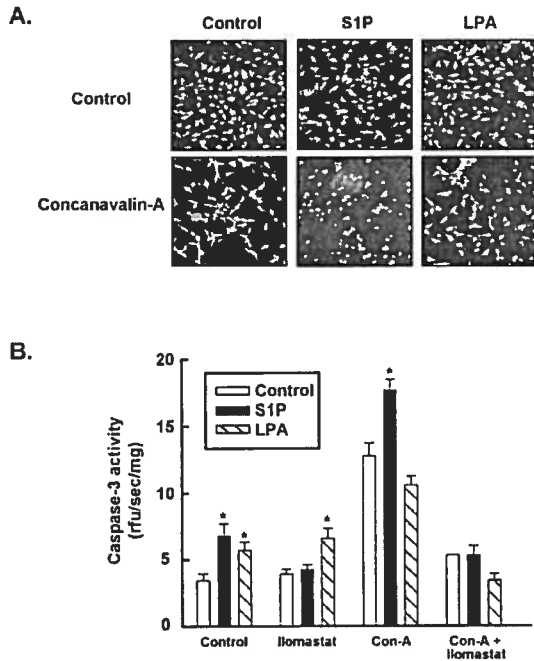 A.
Control S1P LPA
Control
Concanavalin-A
B.
20
15
10
5
0
Caspase-3 activity
(rfu/sec/mg)
Control
S1P
LPA
*
*
*
*
Control Ilomastat Con-A Con-A +
Ilomastat